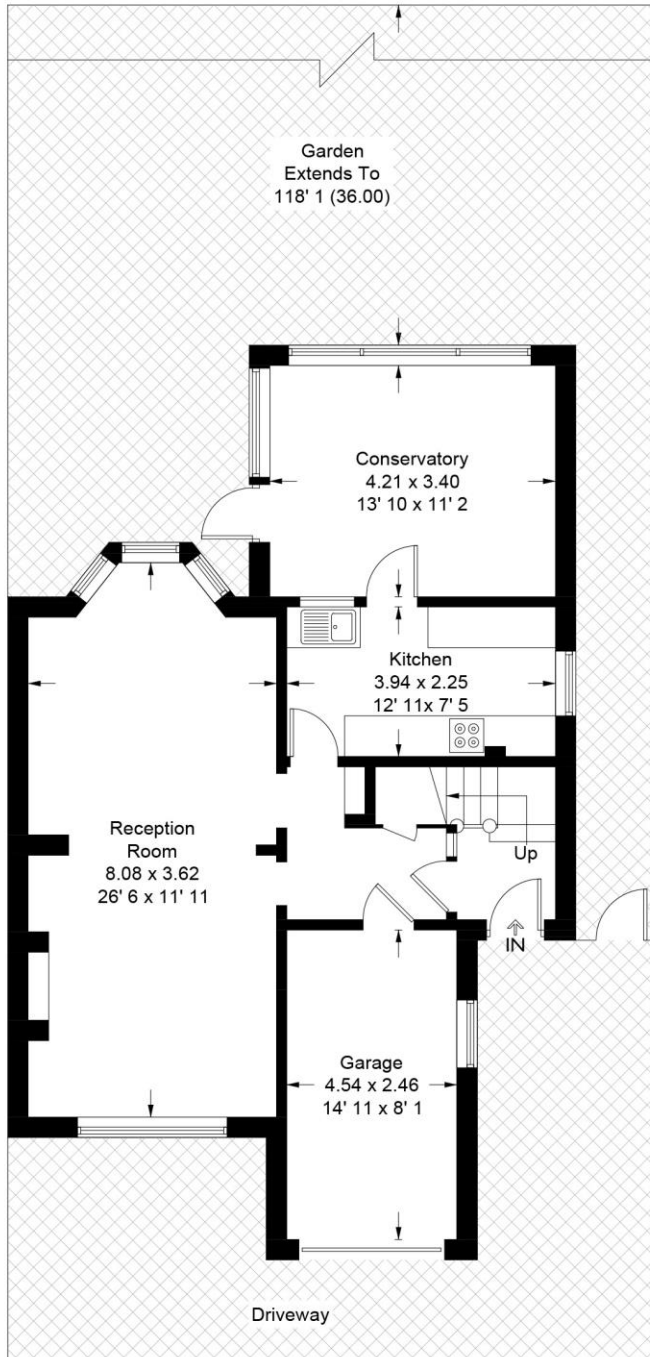 Garden
Extends To
118' 1 (36.00)
Conservatory
4.21 x 3.40
13' 10 x 11' 2
Kitchen
3.94 x 2.25
12' 11x 7' 5
Reception
Room
8.08 x 3.62
26' 6 x 11' 11
Up
IN
Garage
4.54 x 2.46
14' 11 x 8' 1
Driveway